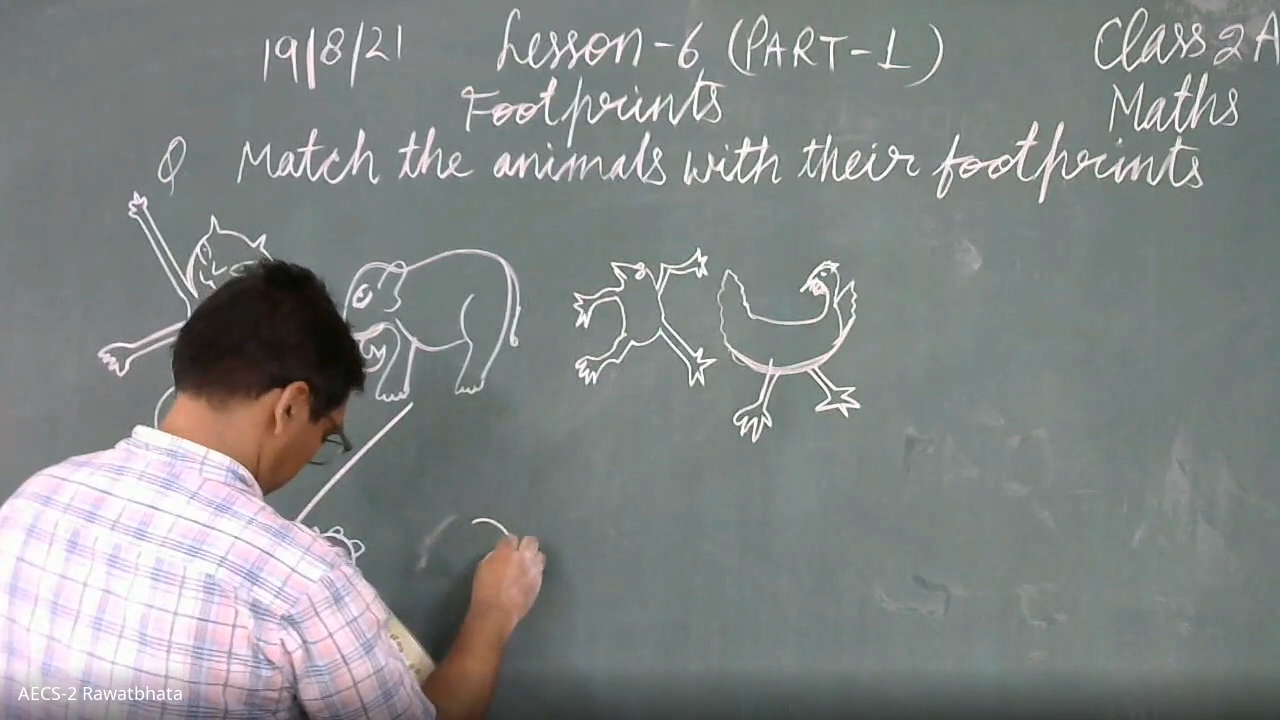 19/8/21 Lesson-6 (PART-1) Class 2A
Footprints Maths
Q Match the animals with their footprints
AECS-2 Rawatbhata